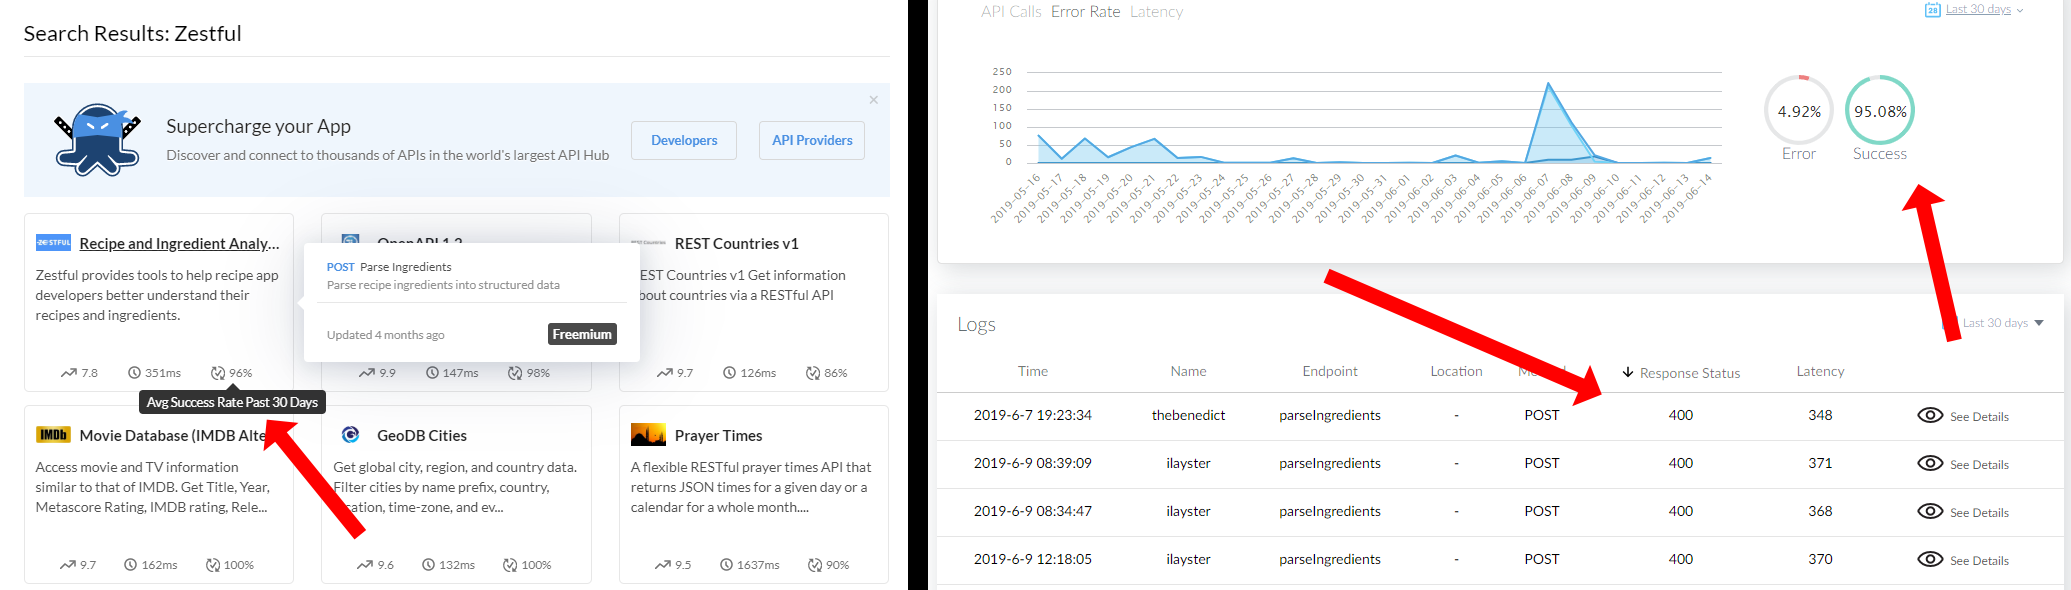 Search Results: Zestful
Supercharge your App
Discover and connect to thousands of APIs in the world's largest API Hub
Developers
API Providers
ZESTFUL
Recipe and Ingredient Analy...
Zestful provides tools to help recipe app
developers better understand their
recipes and ingredients.
7.8 351ms 96%
Avg Success Rate Past 30 Days
OpenAPI 1.2
POST Parse Ingredients
Parse recipe ingredients into structured data
Updated 4 months ago
Freemium
9.9 147ms 98%
REST Countries v1
REST Countries v1 Get information
about countries via a RESTful API
9.7 126ms 86%
IMDb
Movie Database (IMDB Alte
Access movie and TV information
similar to that of IMDB. Get Title, Year,
Metascore Rating, IMDB rating, Rele...
9.7 162ms 100%
GeoDB Cities
Get global city, region, and country data.
Filter cities by name prefix, country,
location, time-zone, and ev...
9.6 132ms 100%
Prayer Times
A flexible RESTful prayer times API that
returns JSON times for a given day or a
calendar for a whole month....
9.5 1637ms 90%
API Calls Error Rate Latency
28 Last 30 days
250
200
150
100
50
0
2019-05-16
2019-05-17
2019-05-18
2019-05-19
2019-05-20
2019-05-21
2019-05-22
2019-05-23
2019-05-24
2019-05-25
2019-05-26
2019-05-27
2019-05-28
2019-05-29
2019-05-30
2019-05-31
2019-06-01
2019-06-02
2019-06-03
2019-06-04
2019-06-05
2019-06-06
2019-06-07
2019-06-08
2019-06-09
2019-06-10
2019-06-11
2019-06-12
2019-06-13
2019-06-14
4.92%
Error
95.08%
Success
Logs
Last 30 days
Time Name Endpoint Location Response Status Latency
2019-6-7 19:23:34 thebenedict parseIngredients - POST 400 348 See Details
2019-6-9 08:39:09 ilayster parseIngredients - POST 400 371 See Details
2019-6-9 08:34:47 ilayster parseIngredients - POST 400 368 See Details
2019-6-9 12:18:05 ilayster parseIngredients - POST 400 370 See Details